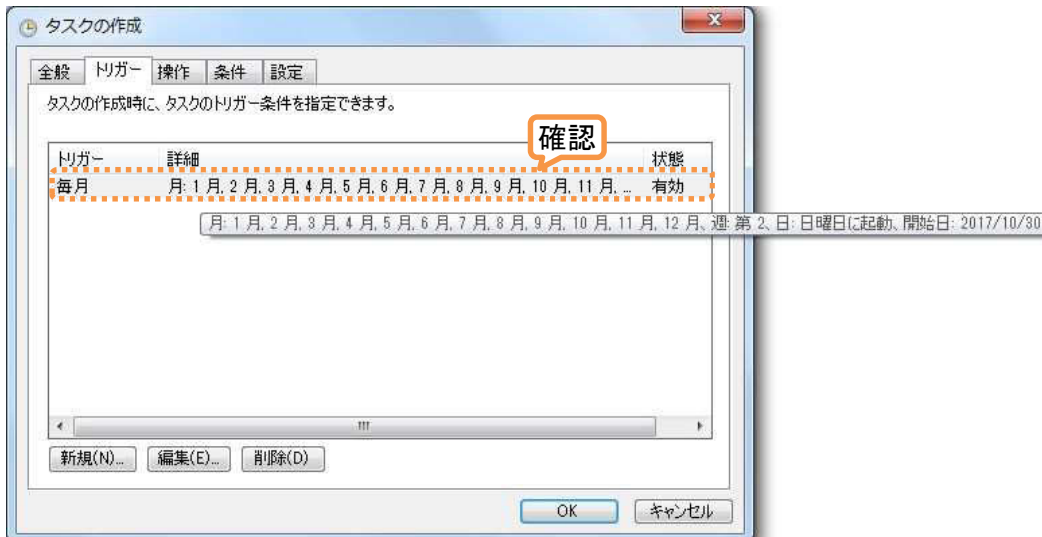 タスクの作成
全般 トリガー 操作 条件 設定
タスクの作成時に、タスクのトリガー条件を指定できます。
確認
トリガー 詳細 状態
毎月 月: 1 月, 2 月, 3 月, 4 月, 5 月, 6 月, 7 月, 8 月, 9 月, 10 月, 11 月, ... 有効
月: 1 月, 2 月, 3 月, 4 月, 5 月, 6 月, 7 月, 8 月, 9 月, 10 月, 11 月, 12 月、週: 第 2、日: 日曜日に起動、開始日: 2017/10/30
新規(N)... 編集(E)... 削除(D)
OK キャンセル